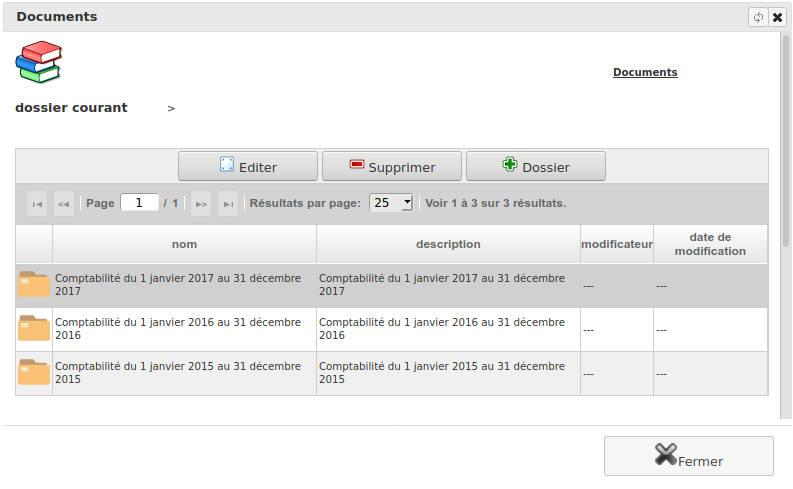 Documents
Documents
dossier courant >
Editer Supprimer Dossier
Page 1 / 1 Résultats par page: 25 Voir 1 à 3 sur 3 résultats.
nom description modificateur date de
modification
Comptabilité du 1 janvier 2017 au 31 décembre Comptabilité du 1 janvier 2017 au 31 décembre
2017 2017 --- ---
Comptabilité du 1 janvier 2016 au 31 décembre Comptabilité du 1 janvier 2016 au 31 décembre
2016 2016 --- ---
Comptabilité du 1 janvier 2015 au 31 décembre Comptabilité du 1 janvier 2015 au 31 décembre
2015 2015 --- ---
Fermer